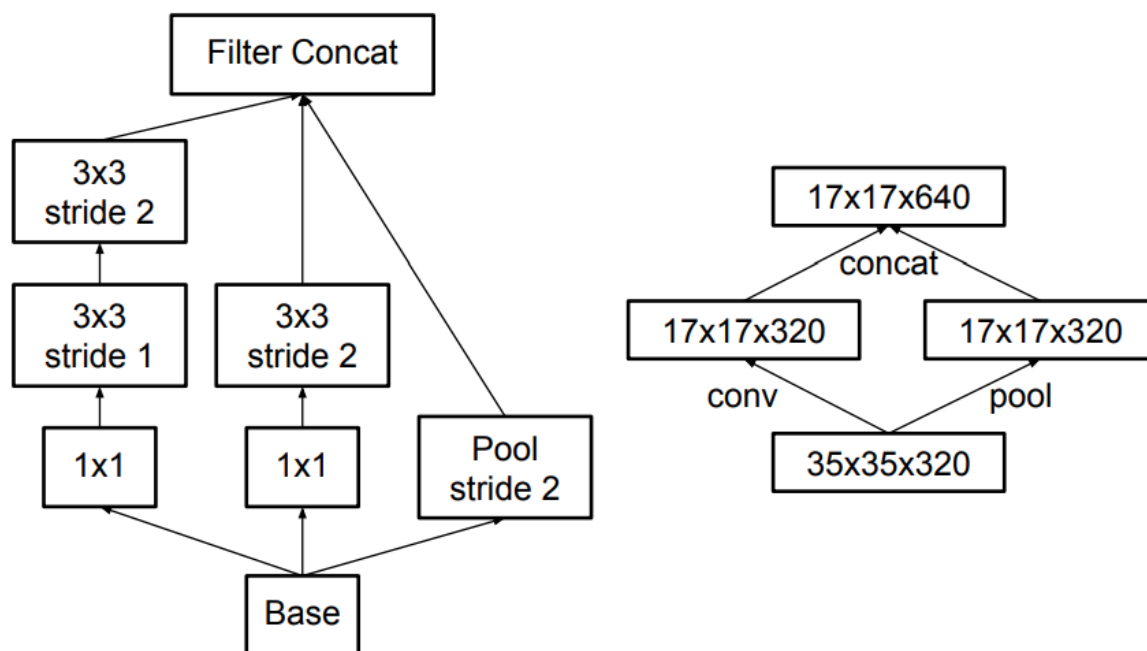 Filter Concat
3x3
stride 2
3x3
stride 1
3x3
stride 2
1x1
1x1
Pool
stride 2
Base
17x17x640
concat
17x17x320
17x17x320
conv
pool
35x35x320